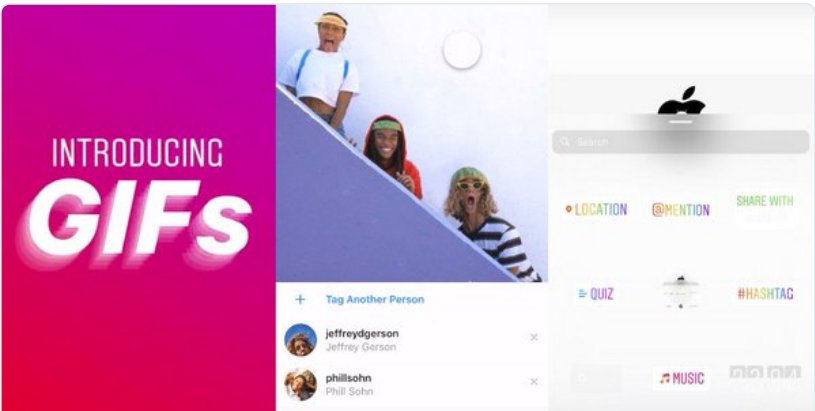 INTRODUCING
GIFs
+ Tag Another Person
jeffreydgerson
Jeffrey Gerson
phillsohn
Phill Sohn
Search
LOCATION
@MENTION
SHARE WITH
QUIZ
#HASHTAG
MUSIC